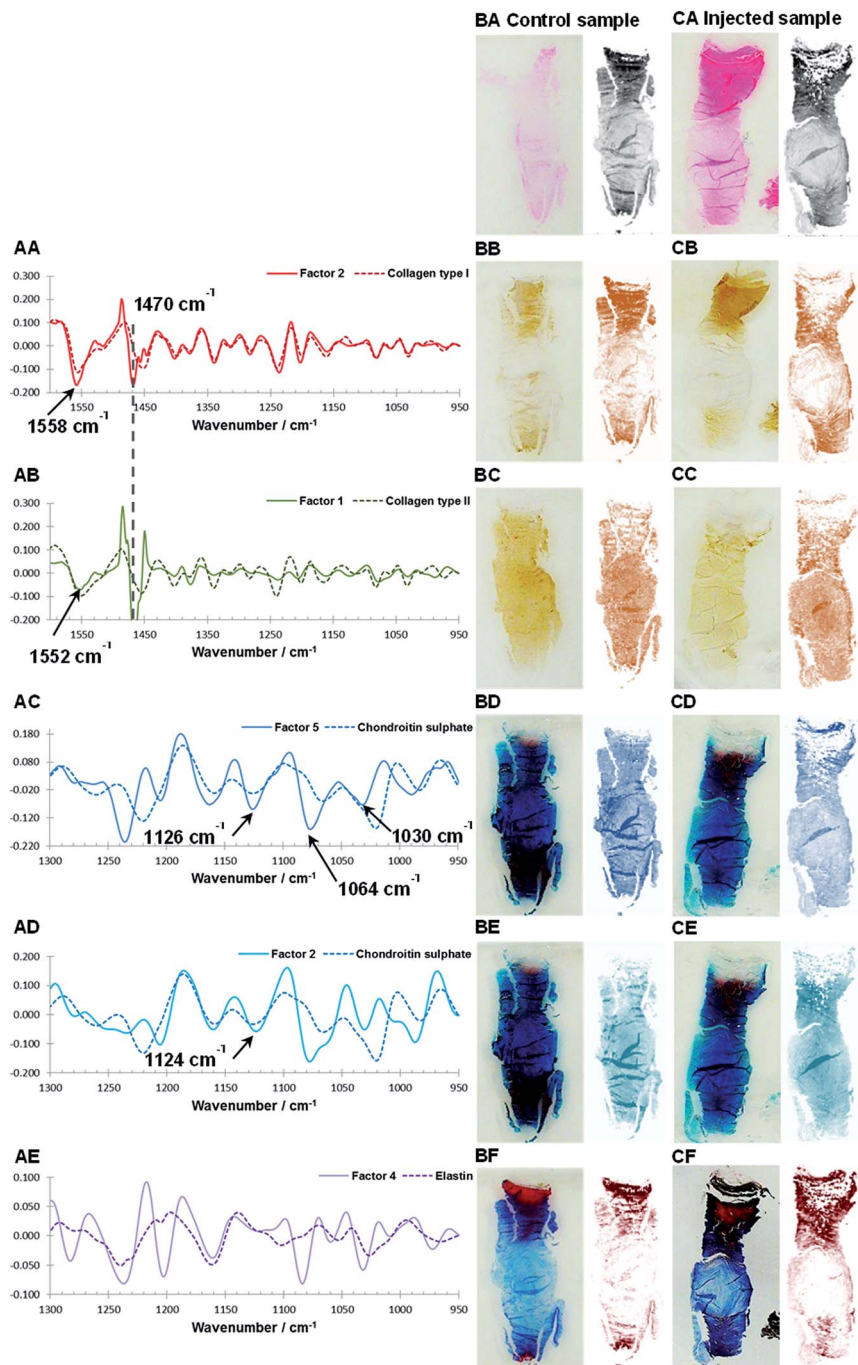 BA Control sample CA Injected sample
AA BB CB
Factor 2 Collagen type I
1470 cm-1
0.300
0.200
0.100
0.000
-0.100
-0.200
1550 1450 1350 1250 1150 1050 950
1558 cm-1
Wavenumber / cm-1
AB BC CC
Factor 1 Collagen type II
0.300
0.200
0.100
0.000
-0.100
-0.200
1550 1450 1350 1250 1150 1050 950
1552 cm-1
Wavenumber / cm-1
AC BD CD
Factor 5 Chondroitin sulphate
0.180
0.080
-0.020
-0.120
-0.220
1126 cm-1
1030 cm-1
1064 cm-1
1300 1250 1200 1150 1100 1050 1000 950
Wavenumber / cm-1
AD BE CE
Factor 2 Chondroitin sulphate
0.200
0.100
0.000
-0.100
-0.200
1124 cm-1
1300 1250 1200 1150 1100 1050 1000 950
Wavenumber / cm-1
AE BF CF
Factor 4 Elastin
0.100
0.050
0.000
-0.050
-0.100
1300 1250 1200 1150 1100 1050 1000 950
Wavenumber / cm-1